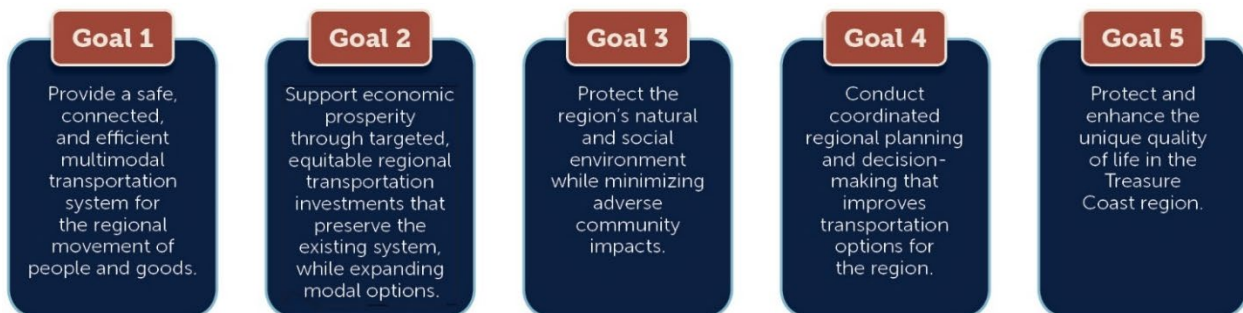 Goal 1
Provide a safe,
connected,
and efficient
multimodal
transportation
system for
the regional
movement of
people and goods.
Goal 2
Support economic
prosperity
through targeted,
equitable regional
transportation
investments that
preserve the
existing system,
while expanding
modal options.
Goal 3
Protect the
region's natural
and social
environment
while minimizing
adverse
community
impacts.
Goal 4
Conduct
coordinated
regional planning
and decision-
making that
improves
transportation
options for
the region.
Goal 5
Protect and
enhance the
unique quality
of life in the
Treasure
Coast region.